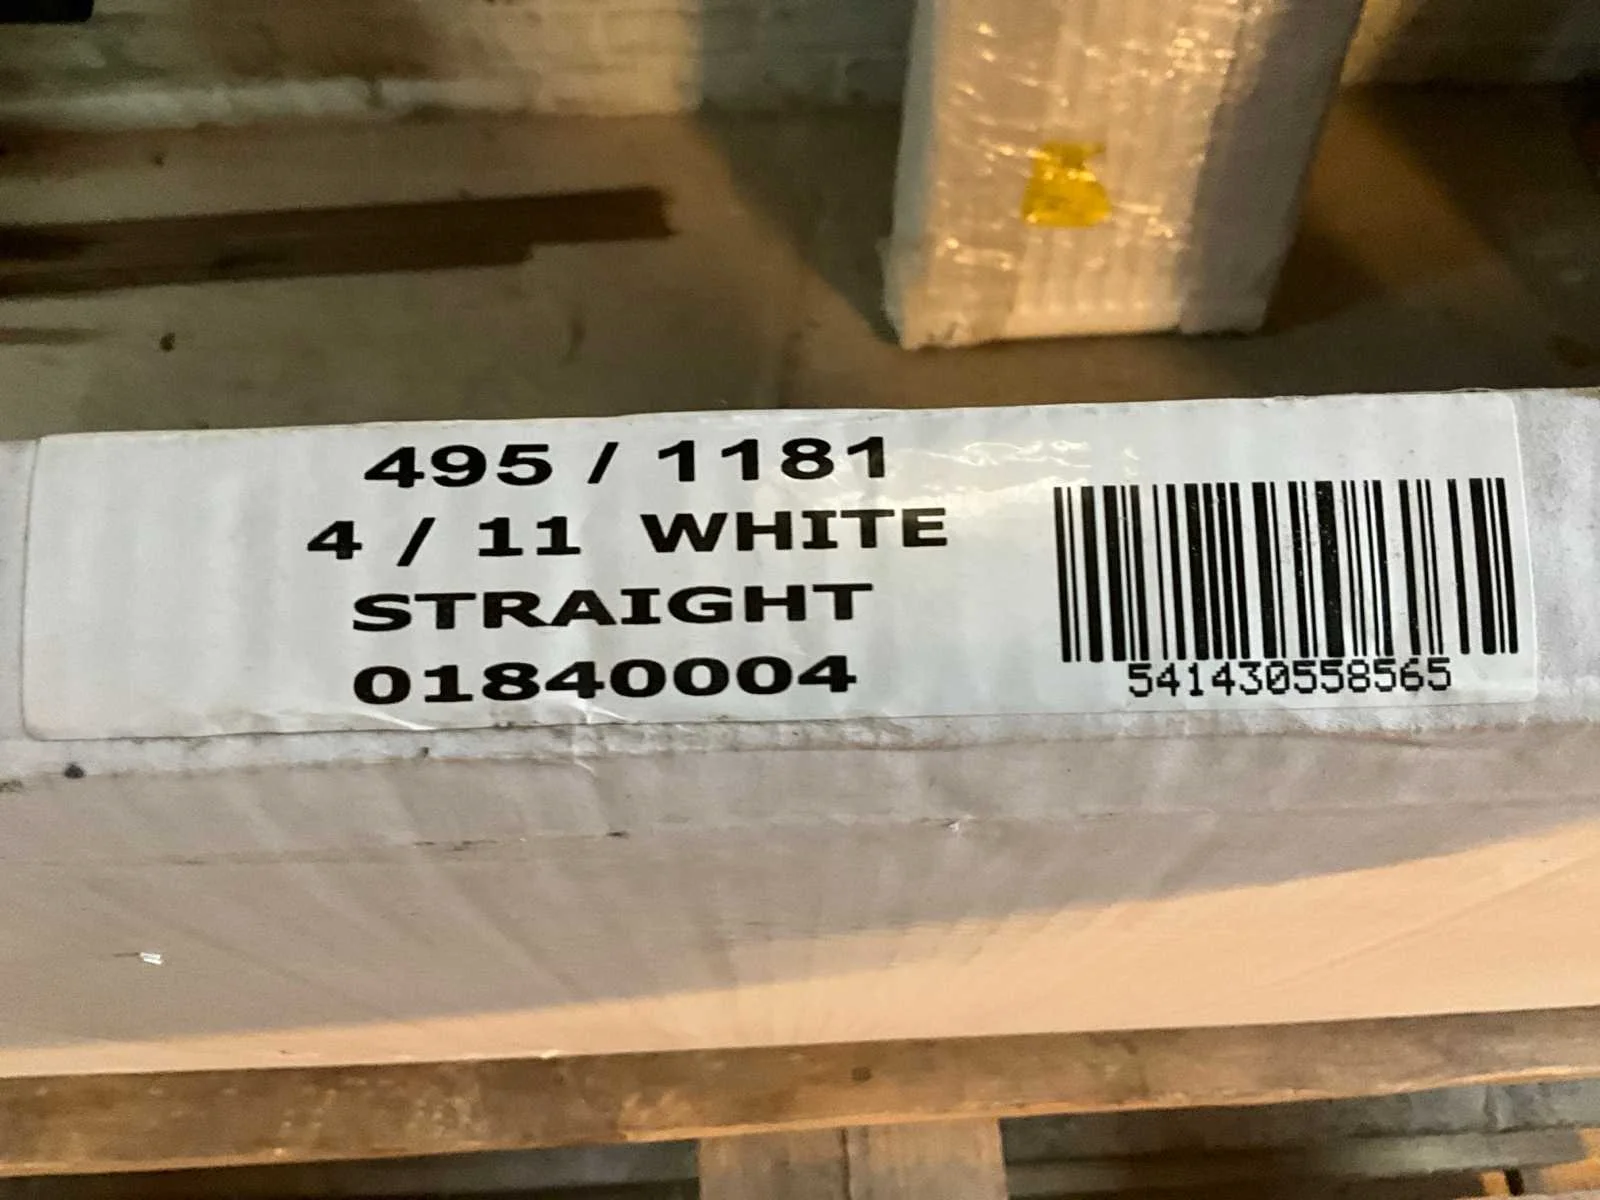 495 / 1181
4 / 11 WHITE
STRAIGHT
01840004
541430558565